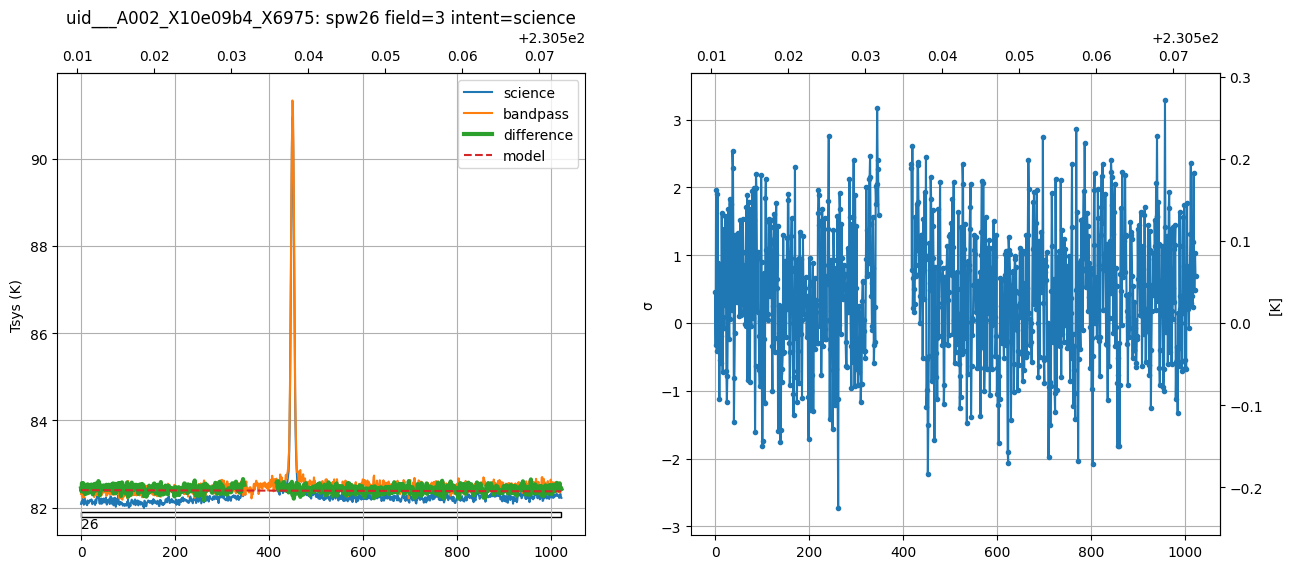 uid___A002_X10e09b4_X6975: spw26 field=3 intent=science
+2.305e2
0.01 0.02 0.03 0.04 0.05 0.06 0.07
science
bandpass
difference
model
Tsys (K)
90
88
86
84
82
26
0 200 400 600 800 1000
+2.305e2
0.01 0.02 0.03 0.04 0.05 0.06 0.07
σ
3
2
1
0
−1
−2
−3
0.3
0.2
0.1
0.0
−0.1
−0.2
[K]
0 200 400 600 800 1000